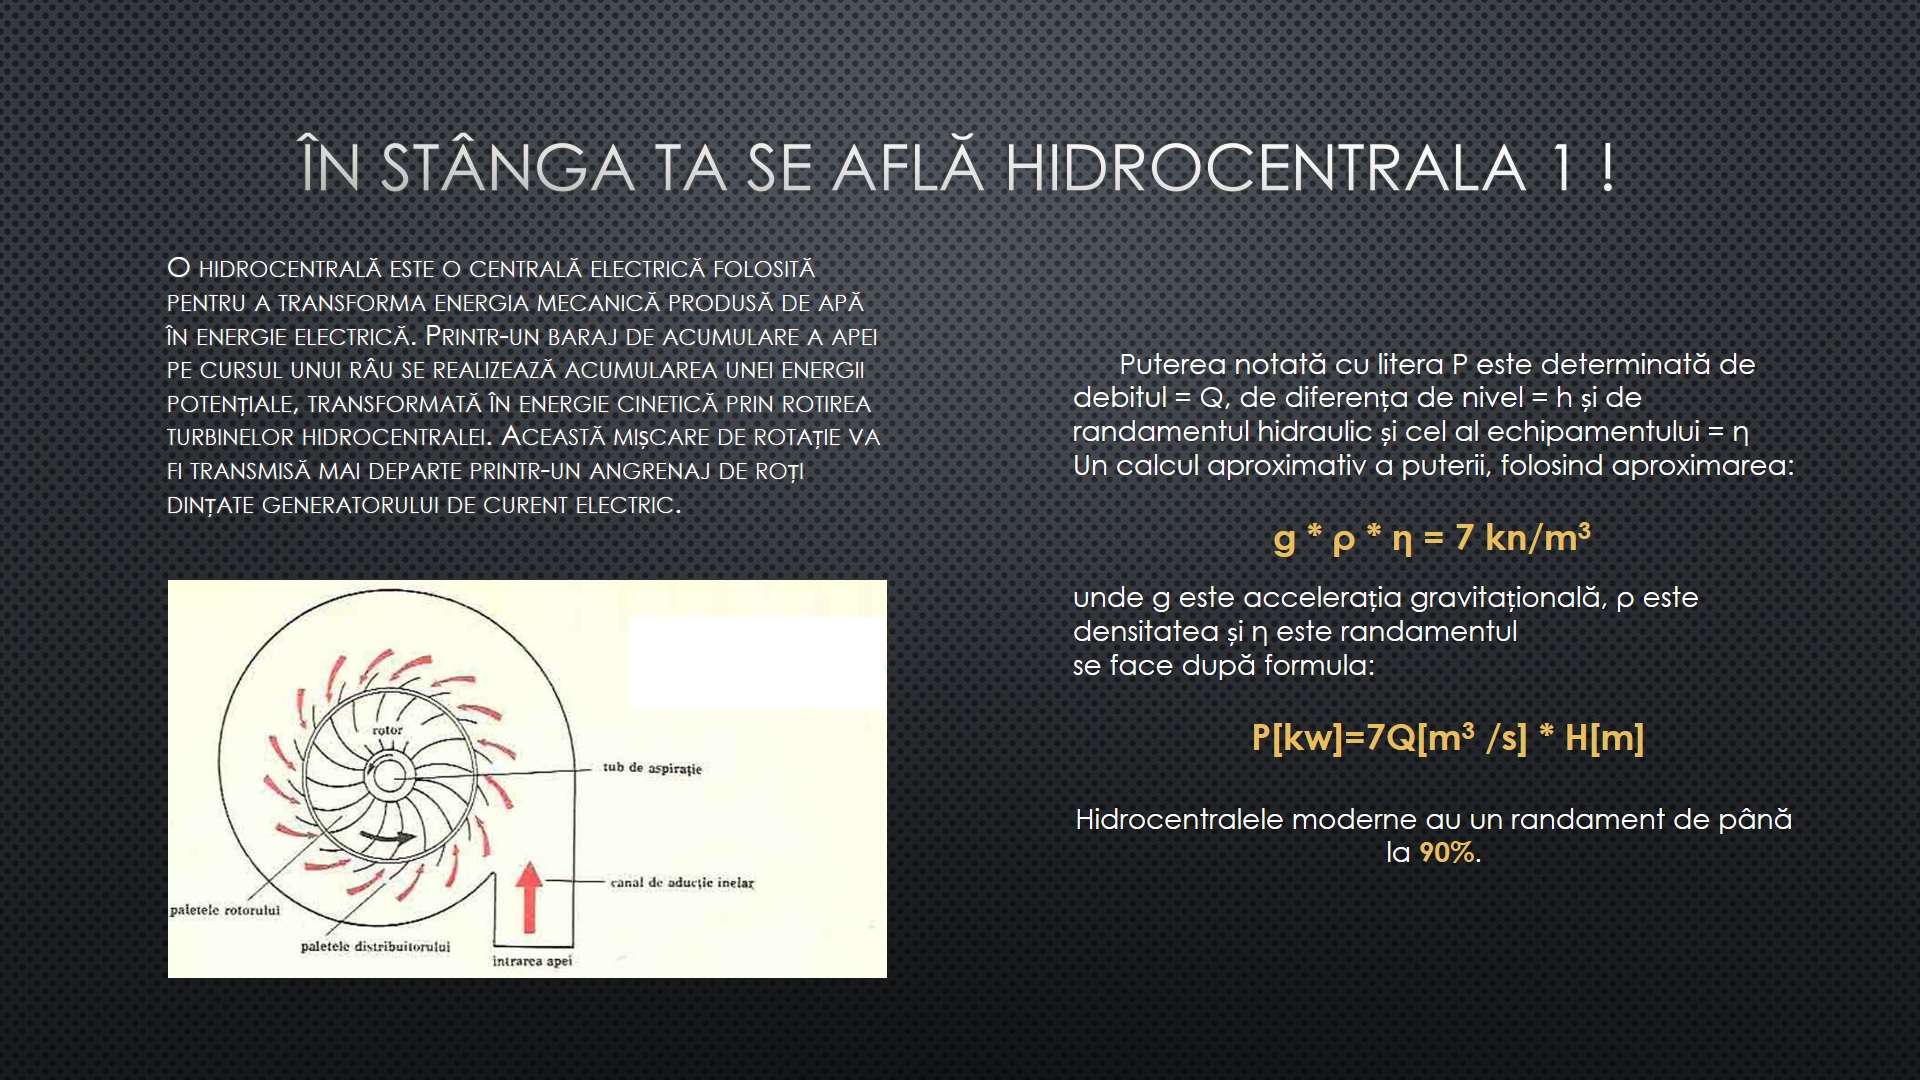 ÎN STÂNGA TA SE AFLĂ HIDROCENTRALA 1 !
O HIDROCENTRALĂ ESTE O CENTRALĂ ELECTRICĂ FOLOSITĂ
PENTRU A TRANSFORMA ENERGIA MECANICĂ PRODUSĂ DE APĂ
ÎN ENERGIE ELECTRICĂ. PRINTR-UN BARAJ DE ACUMULARE A APEI
PE CURSUL UNUI RÂU SE REALIZEAZĂ ACUMULAREA UNEI ENERGII
POTENȚIALE, TRANSFORMATĂ ÎN ENERGIE CINETICĂ PRIN ROTIREA
TURBINELOR HIDROCENTRALEI. ACEASTĂ MIȘCARE DE ROTAȚIE VA
FI TRANSMISĂ MAI DEPARTE PRINTR-UN ANGRENAJ DE ROȚI
DINȚATE GENERATORULUI DE CURENT ELECTRIC.
rotor
tub de aspirație
canal de aducție inelar
paletele rotorului
paletele distribuitorului
intrarea apei
Puterea notată cu litera P este determinată de
debitul = Q, de diferența de nivel = h și de
randamentul hidraulic și cel al echipamentului = η
Un calcul aproximativ a puterii, folosind aproximarea:
g * ρ * η = 7 kn/m³
unde g este accelerația gravitațională, ρ este
densitatea și η este randamentul
se face după formula:
P[kw]=7Q[m³ /s] * H[m]
Hidrocentralele moderne au un randament de până
la 90%.